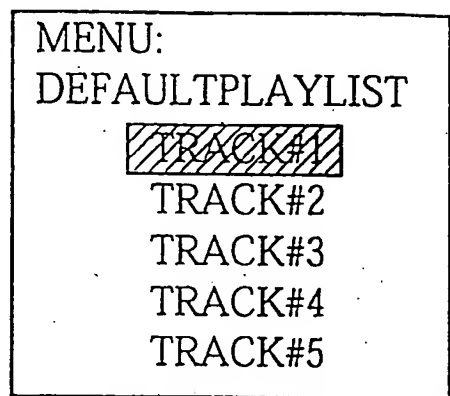 MENU:
DEFAULTPLAYLIST
TRACK#1
TRACK#2
TRACK#3
TRACK#4
TRACK#5